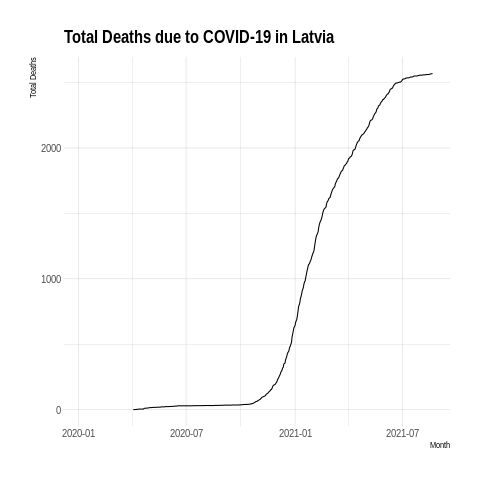 Total Deaths due to COVID-19 in Latvia
Total Deaths
2000
1000
0
2020-01 2020-07 2021-01 2021-07
Month